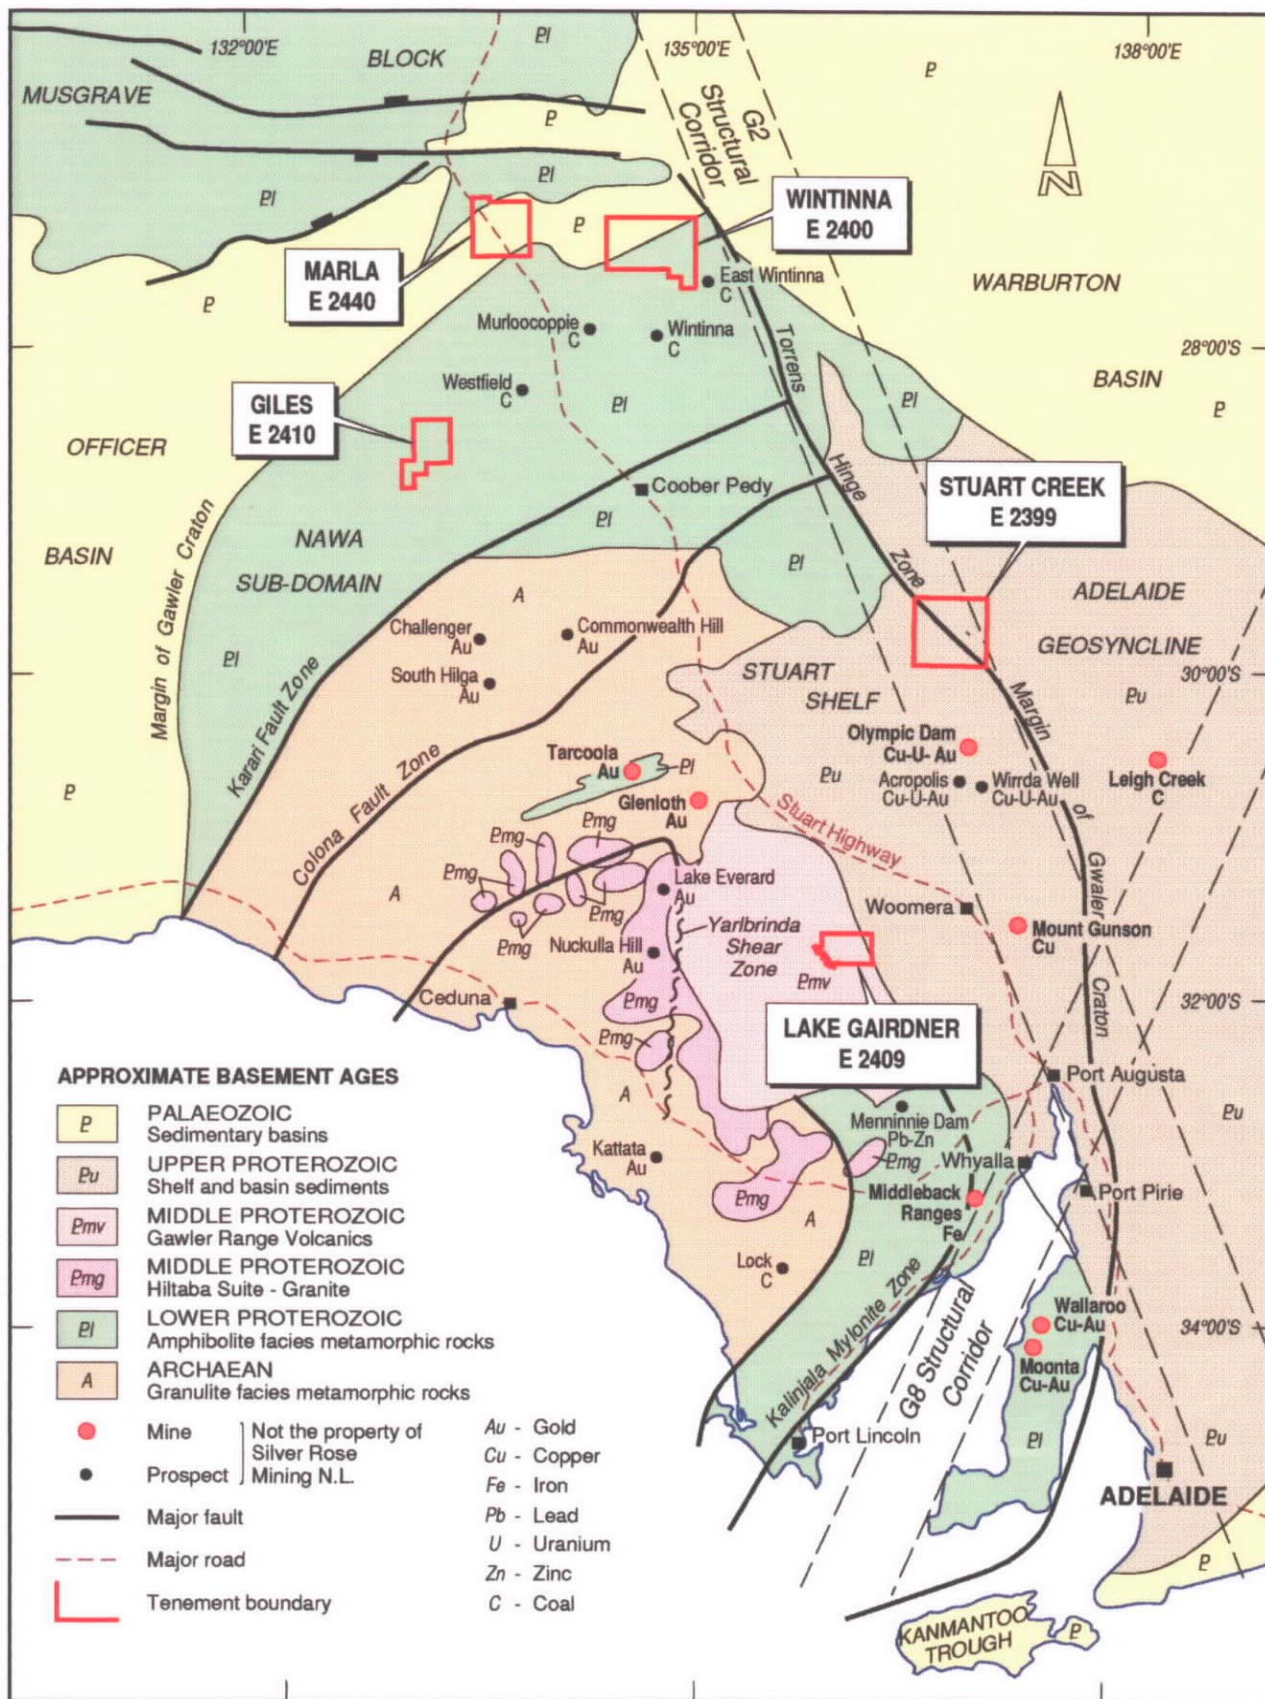 132°00'E
135°00'E
138°00'E
Pl
BLOCK
MUSGRAVE
P
P
Structural
Corridor
G2
Pl
Pl
P
N
WINTINNA
E 2400
MARLA
E 2440
P
East Wintinna
C
WARBURTON
Murloocoppie
C
Wintinna
C
Torrens
28°00'S
BASIN
Westfield
C
Pl
Pl
P
GILES
E 2410
OFFICER
Hinge
STUART CREEK
E 2399
Coober Pedy
Pl
BASIN
NAWA
SUB-DOMAIN
Margin of Gawler Craton
Pl
Zone
A
ADELAIDE
GEOSYNCLINE
Challenger
Au
Commonwealth Hill
Au
Pl
South Hilga
Au
STUART
SHELF
30°00'S
Pu
Karari Fault Zone
Margin
Olympic Dam
Cu-U- Au
Tarcoola
Au
Pl
Pu
Acropolis
Cu-U-Au
Wirrda Well
Cu-U-Au
Leigh Creek
C
P
Glenloth
Au
of
Colona Fault Zone
Pmg
Pmg
Stuart Highway
Pmg
Gwaler
A
Lake Everard
Au
Pmg
Woomera
Pmg
Yarlbrinda
Shear
Zone
Mount Gunson
Cu
Nuckulla Hill
Au
Pmv
Ceduna
Pmg
32°00'S
Craton
LAKE GAIRDNER
E 2409
Pmg
Port Augusta
A
Menninnie Dam
Pb-Zn
Pu
Kattata
Au
Pmg
Whyalla
Pmg
Middleback
Ranges
Fe
Port Pirie
A
Lock
C
Pl
Kalinjala Mylonite Zone
G8 Structural
Corridor
Wallaroo
Cu-Au
34°00'S
Moonta
Cu-Au
Port Lincoln
Pl
Pu
ADELAIDE
P
KANMANTOO
TROUGH
P
APPROXIMATE BASEMENT AGES
P PALAEOZOIC
Sedimentary basins
Pu UPPER PROTEROZOIC
Shelf and basin sediments
Pmv MIDDLE PROTEROZOIC
Gawler Range Volcanics
Pmg MIDDLE PROTEROZOIC
Hiltaba Suite - Granite
Pl LOWER PROTEROZOIC
Amphibolite facies metamorphic rocks
A ARCHAEAN
Granulite facies metamorphic rocks
Mine
Prospect
Not the property of
Silver Rose
Mining N.L.
Major fault
Major road
Tenement boundary
Au - Gold
Cu - Copper
Fe - Iron
Pb - Lead
U - Uranium
Zn - Zinc
C - Coal